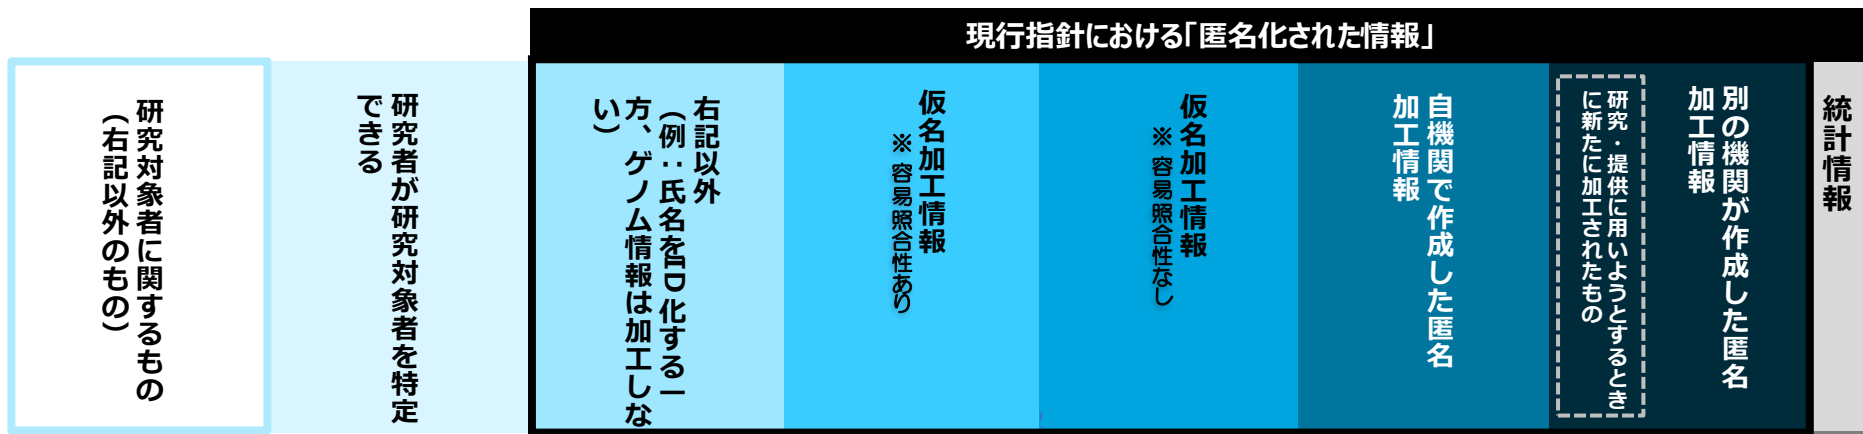 現行指針における「匿名化された情報」
研究対象者に関するもの
（右記以外のもの）
研究者が研究対象者を特定
できる
右記以外
（例：氏名をID化する一
方、ゲノム情報は加工しな
い）
仮名加工情報
※ 容易照合性あり
仮名加工情報
※ 容易照合性なし
自機関で作成した匿名
加工情報
研究・提供に用いようとするとき
に新たに加工されたもの
別の機関が作成した匿名
加工情報
統計情報